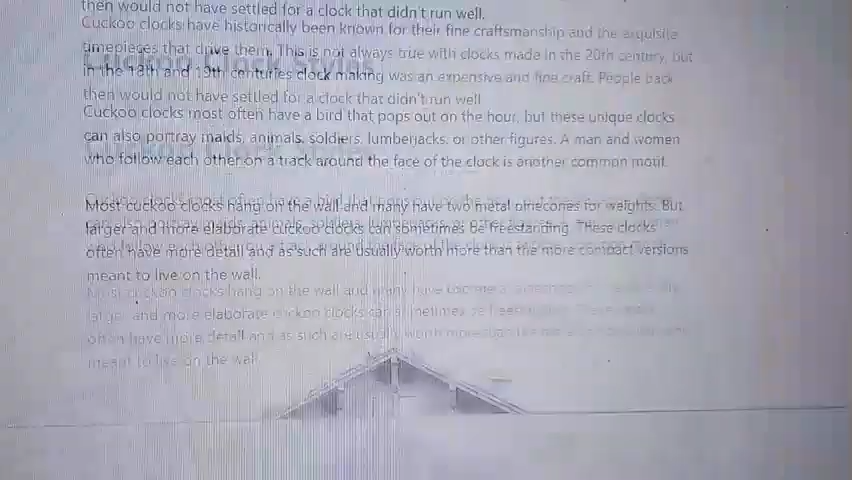 then would not have settled for a clock that didn't run well.
Cuckoo clocks have historically been known for their fine craftsmanship and the exquisite
timepieces that drive them. This is not always true with clocks made in the 20th century, but
Cuckoo Clock Styles
in the 18th and 19th centuries clock making was an expensive and fine craft. People back
then would not have settled for a clock that didn't run well
Cuckoo clocks most often have a bird that pops out on the hour, but these unique clocks
can also portray maids, animals, soldiers, lumberjacks, or other figures. A man and women
Cuckoo Clock Styles
who follow each other on a track around the face of the clock is another common motif.
Most cuckoo clocks hang on the wall and many have two metal pinecones for weights. But
larger and more elaborate cuckoo clocks can sometimes be freestanding. These clocks
often have more detail and as such are usually worth more than the more compact versions
meant to live on the wall.
Most cuckoo clocks hang on the wall and many have
larger and more elaborate cuckoo clocks can sometimes be
often have more detail and as such are usually worth more than
meant to live on the wall.